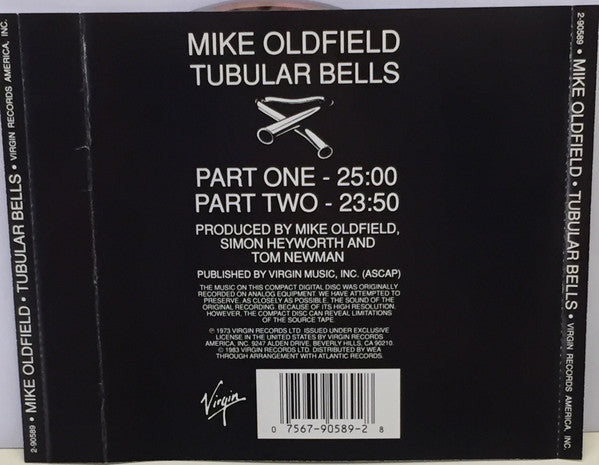 2-90589 • MIKE OLDFIELD • TUBULAR BELLS • VIRGIN RECORDS AMERICA, INC.
MIKE OLDFIELD
TUBULAR BELLS
PART ONE - 25:00
PART TWO - 23:50
PRODUCED BY MIKE OLDFIELD,
SIMON HEYWORTH AND
TOM NEWMAN
PUBLISHED BY VIRGIN MUSIC, INC. (ASCAP)
THE MUSIC ON THIS COMPACT DIGITAL DISC WAS ORIGINALLY
RECORDED ON ANALOG EQUIPMENT. WE HAVE ATTEMPTED TO
PRESERVE, AS CLOSELY AS POSSIBLE, THE SOUND OF THE
ORIGINAL RECORDING. BECAUSE OF ITS HIGH RESOLUTION,
HOWEVER, THE COMPACT DISC CAN REVEAL LIMITATIONS
OF THE SOURCE TAPE.
℗ 1973 VIRGIN RECORDS LTD. ISSUED UNDER EXCLUSIVE
LICENSE IN THE UNITED STATES BY VIRGIN RECORDS
AMERICA, INC. 9247 ALDEN DRIVE, BEVERLY HILLS, CA 90210.
© 1983 VIRGIN RECORDS LTD. DISTRIBUTED BY WEA
THROUGH ARRANGEMENT WITH ATLANTIC RECORDS.
Virgin
0 7567-90589-2 8
2-90589 • MIKE OLDFIELD • TUBULAR BELLS • VIRGIN RECORDS AMERICA, INC.